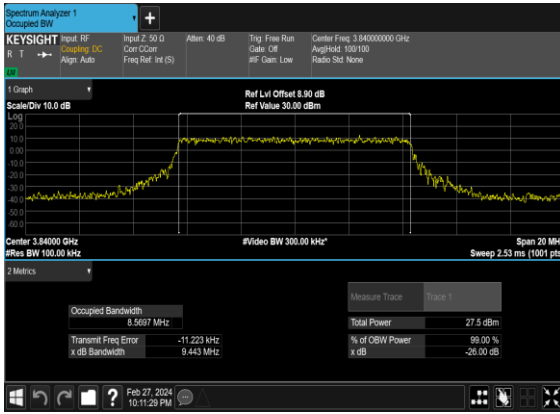 Spectrum Analyzer 1
Occupied BW
KEYSIGHT Input: RF Input Z: 50 Ω Atten: 40 dB Trig: Free Run Center Freq: 3.840000000 GHz
R T Coupling: DC Corr CCorr Gate: Off Avg|Hold: 100/100
Align: Auto Freq Ref: Int (S) #IF Gain: Low Radio Std: None
LW
1 Graph
Ref Lvl Offset 8.90 dB
Scale/Div 10.0 dB Ref Value 30.00 dBm
Log
20.0
10.0
0.00
-10.0
-20.0
-30.0
-40.0
-50.0
-60.0
Center 3.84000 GHz #Video BW 300.00 kHz* Span 20 MH
#Res BW 100.00 kHz Sweep 2.53 ms (1001 pts
2 Metrics
Measure Trace Trace 1
Occupied Bandwidth
8.5697 MHz Total Power 27.5 dBm
Transmit Freq Error -11.223 kHz % of OBW Power 99.00 %
x dB Bandwidth 9.443 MHz x dB -26.00 dB
Feb 27, 2024
10:11:29 PM